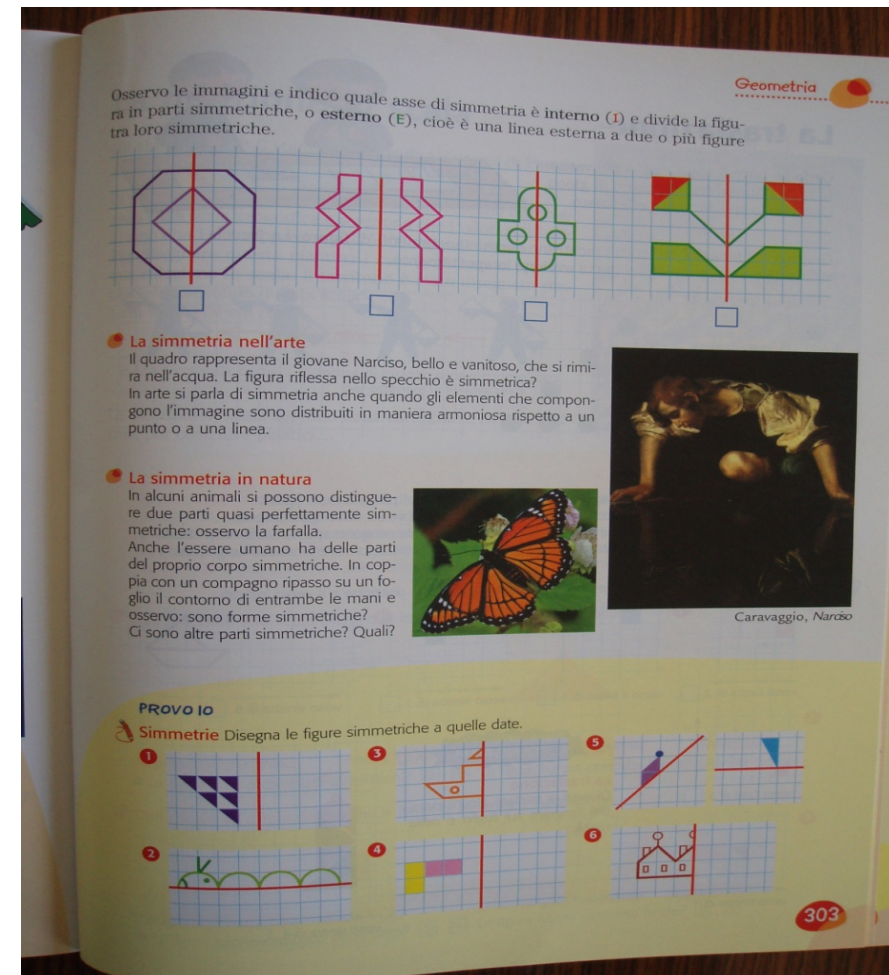 Geometria
Osservo le immagini e indico quale asse di simmetria è interno (I) e divide la figu-
ra in parti simmetriche, o esterno (E), cioè è una linea esterna a due o più figure
tra loro simmetriche.
La simmetria nell'arte
Il quadro rappresenta il giovane Narciso, bello e vanitoso, che si rimi-
ra nell'acqua. La figura riflessa nello specchio è simmetrica?
In arte si parla di simmetria anche quando gli elementi che compon-
gono l'immagine sono distribuiti in maniera armoniosa rispetto a un
punto o a una linea.
La simmetria in natura
In alcuni animali si possono distingue-
re due parti quasi perfettamente sim-
metriche: osservo la farfalla.
Anche l'essere umano ha delle parti
del proprio corpo simmetriche. In cop-
pia con un compagno ripasso su un fo-
glio il contorno di entrambe le mani e
osservo: sono forme simmetriche?
Ci sono altre parti simmetriche? Quali?
Caravaggio, Narciso
PROVO IO
Simmetrie Disegna le figure simmetriche a quelle date.
1
3
5
2
4
6
303